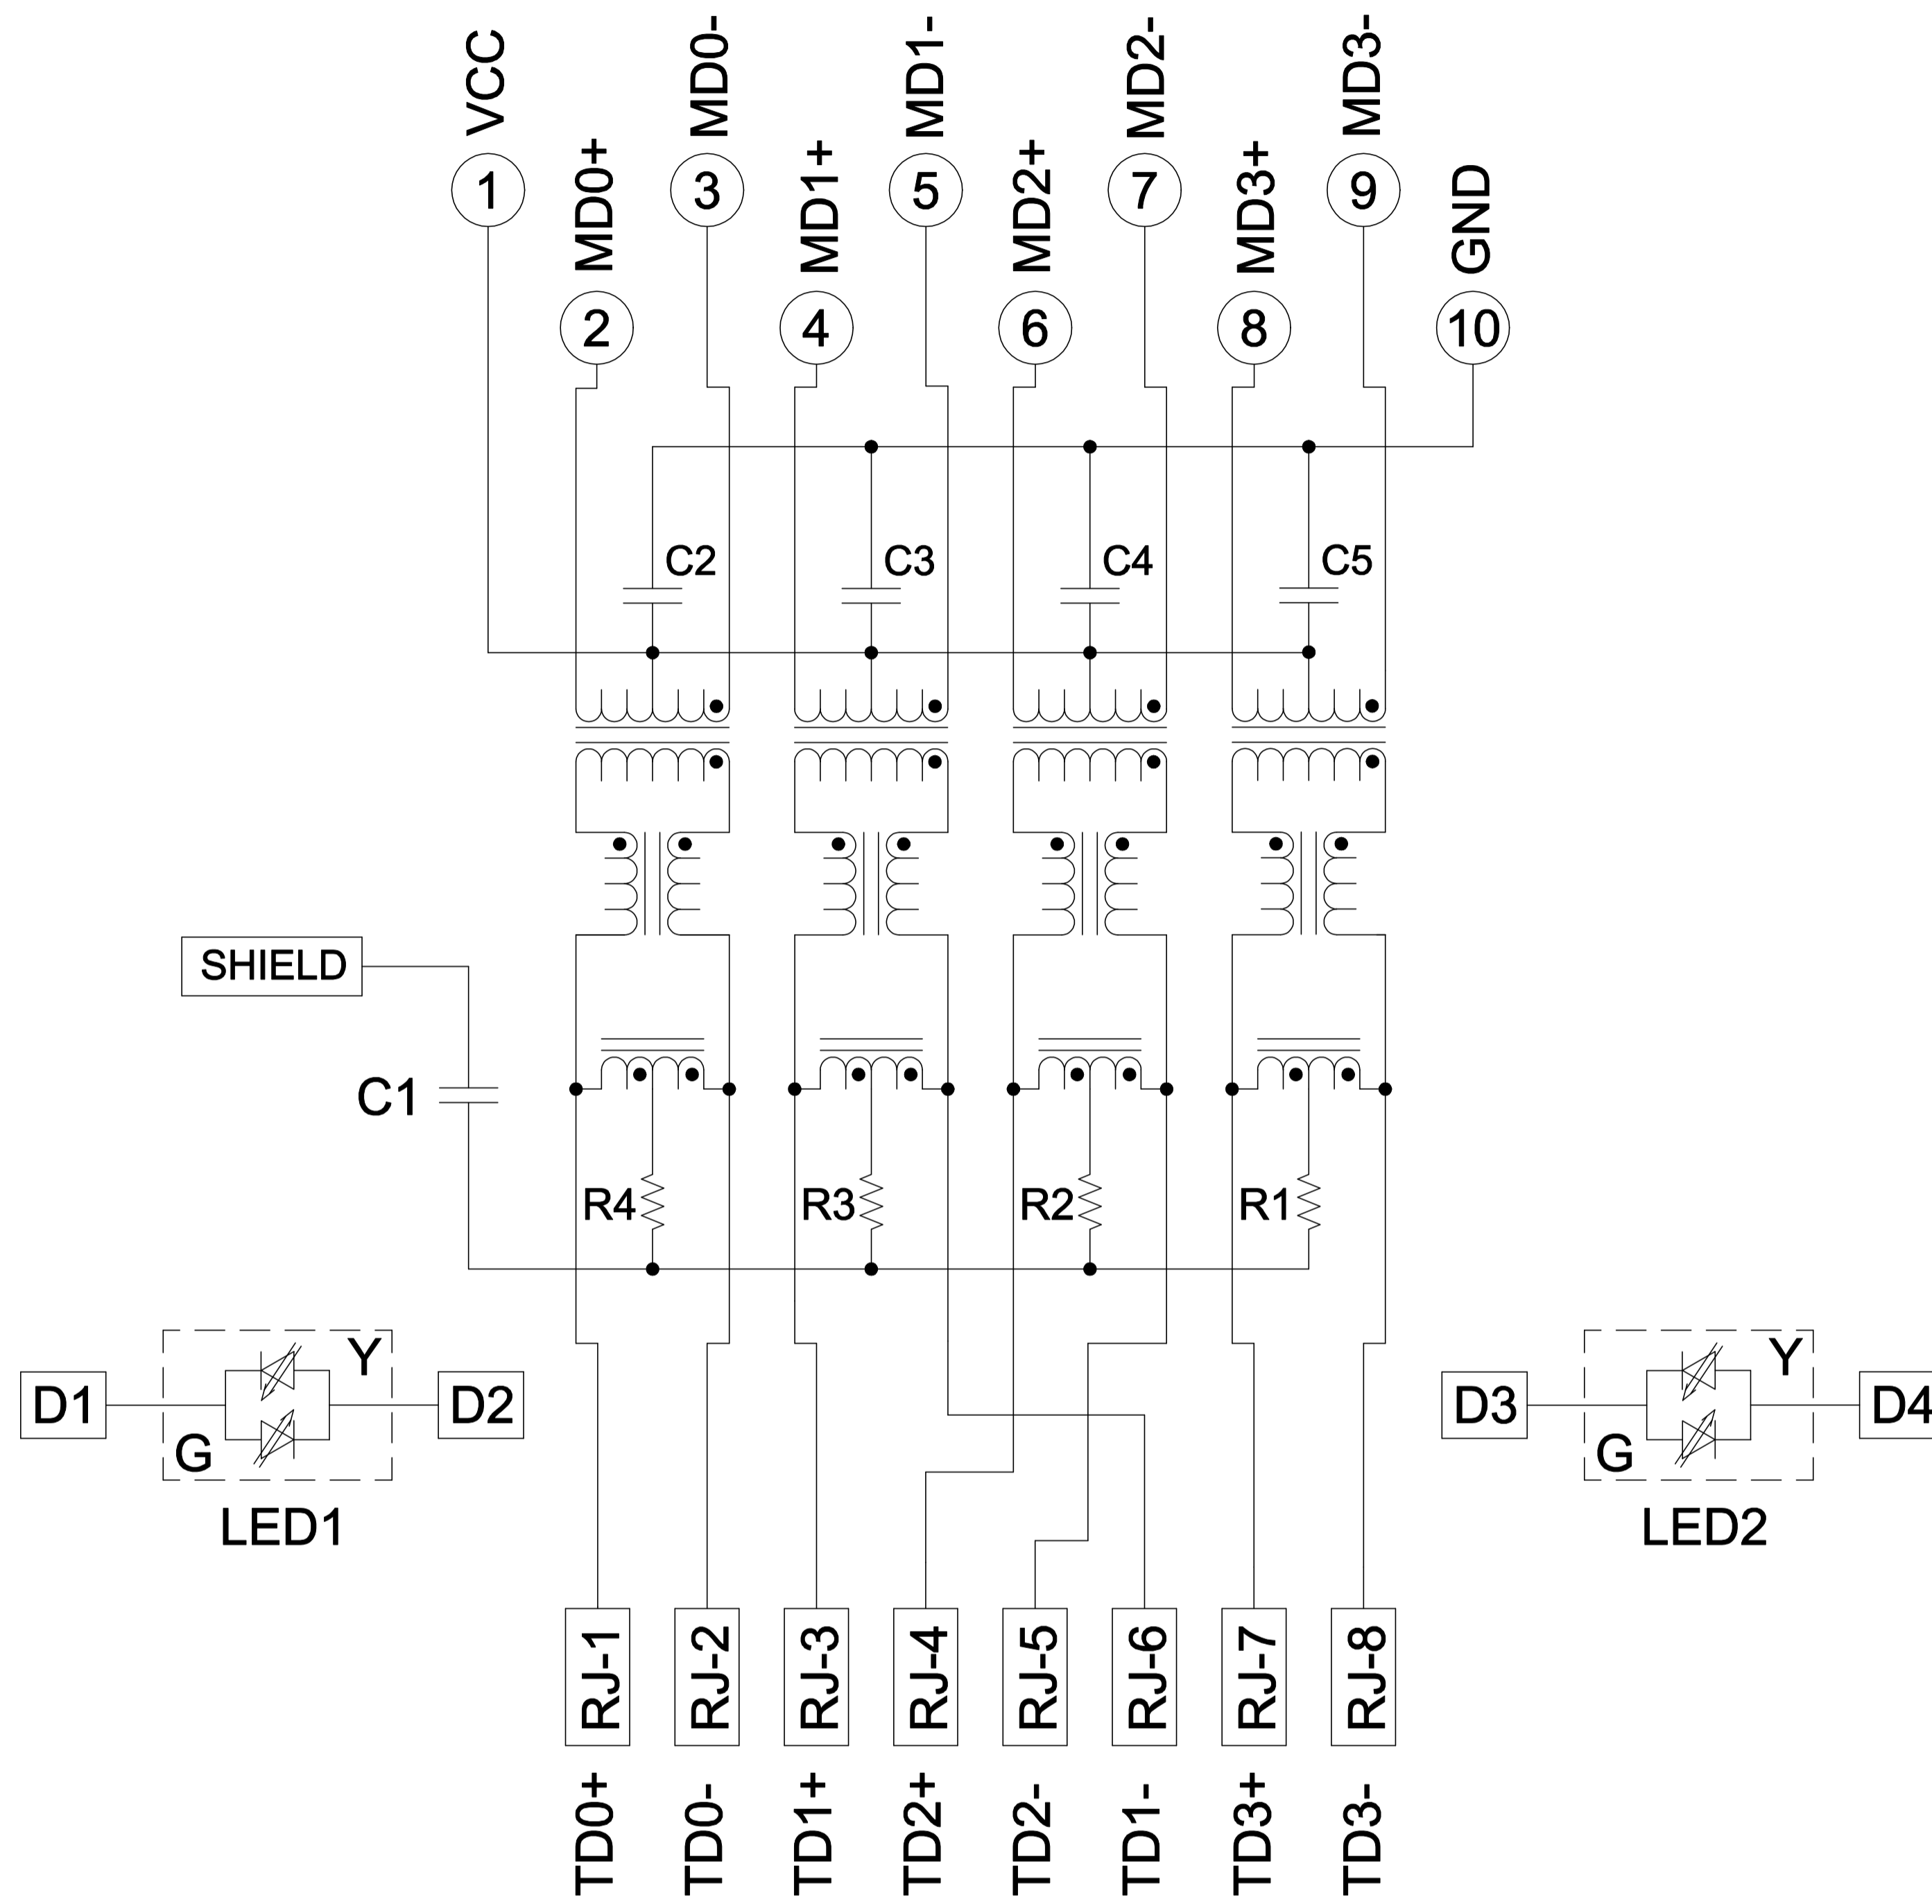 VCC
MD0-
MD1-
MD2-
MD3-
MD0+
MD1+
MD2+
MD3+
GND
1
3
5
7
9
2
4
6
8
10
C2
C3
C4
C5
SHIELD
C1
R4
R3
R2
R1
D1
Y
G
D2
LED1
D3
Y
G
D4
LED2
RJ-1
RJ-2
RJ-3
RJ-4
RJ-5
RJ-6
RJ-7
RJ-8
TD0+
TD0-
TD1+
TD2+
TD2-
TD1-
TD3+
TD3-